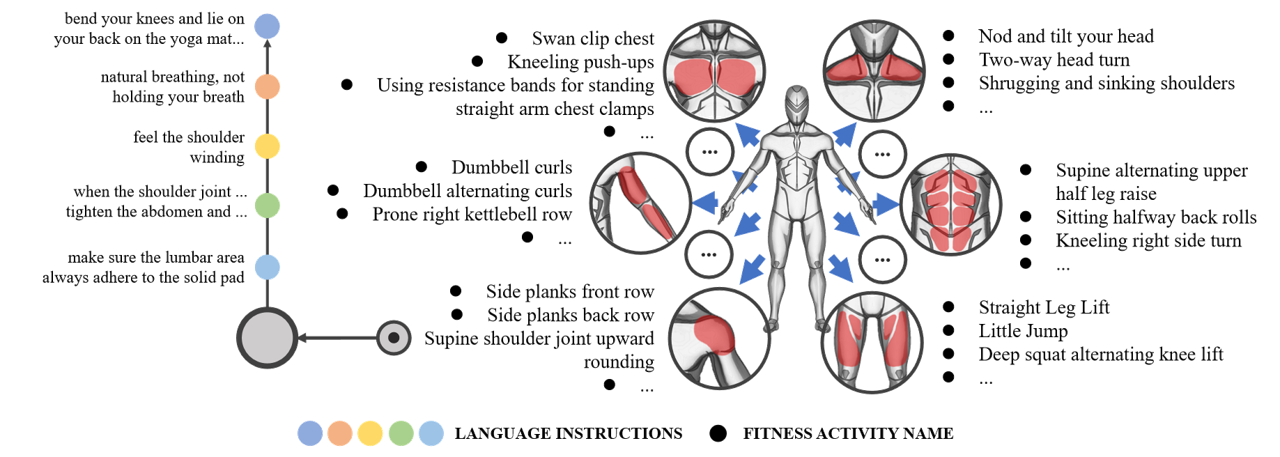 bend your knees and lie on
your back on the yoga mat...
natural breathing, not
holding your breath
feel the shoulder
winding
when the shoulder joint ...
tighten the abdomen and ...
make sure the lumbar area
always adhere to the solid pad
Swan clip chest
Kneeling push-ups
Using resistance bands for standing
straight arm chest clamps
...
Dumbbell curls
Dumbbell alternating curls
Prone right kettlebell row
...
Side planks front row
Side planks back row
Supine shoulder joint upward
rounding
...
...
...
...
...
Nod and tilt your head
Two-way head turn
Shrugging and sinking shoulders
...
Supine alternating upper
half leg raise
Sitting halfway back rolls
Kneeling right side turn
...
Straight Leg Lift
Little Jump
Deep squat alternating knee lift
...
LANGUAGE INSTRUCTIONS
FITNESS ACTIVITY NAME